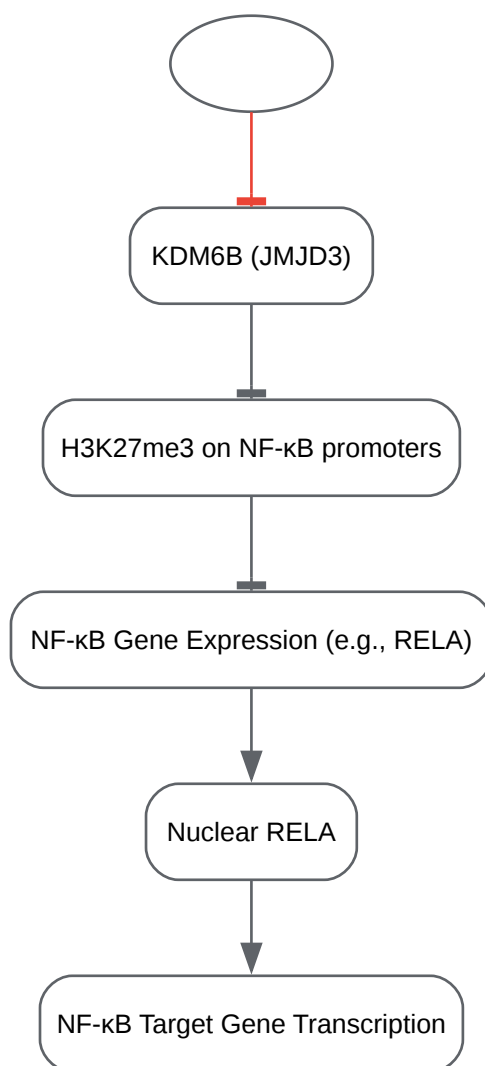 KDM6B (JMJD3)
H3K27me3 on NF-κB promoters
NF-κB Gene Expression (e.g., RELA)
Nuclear RELA
NF-κB Target Gene Transcription